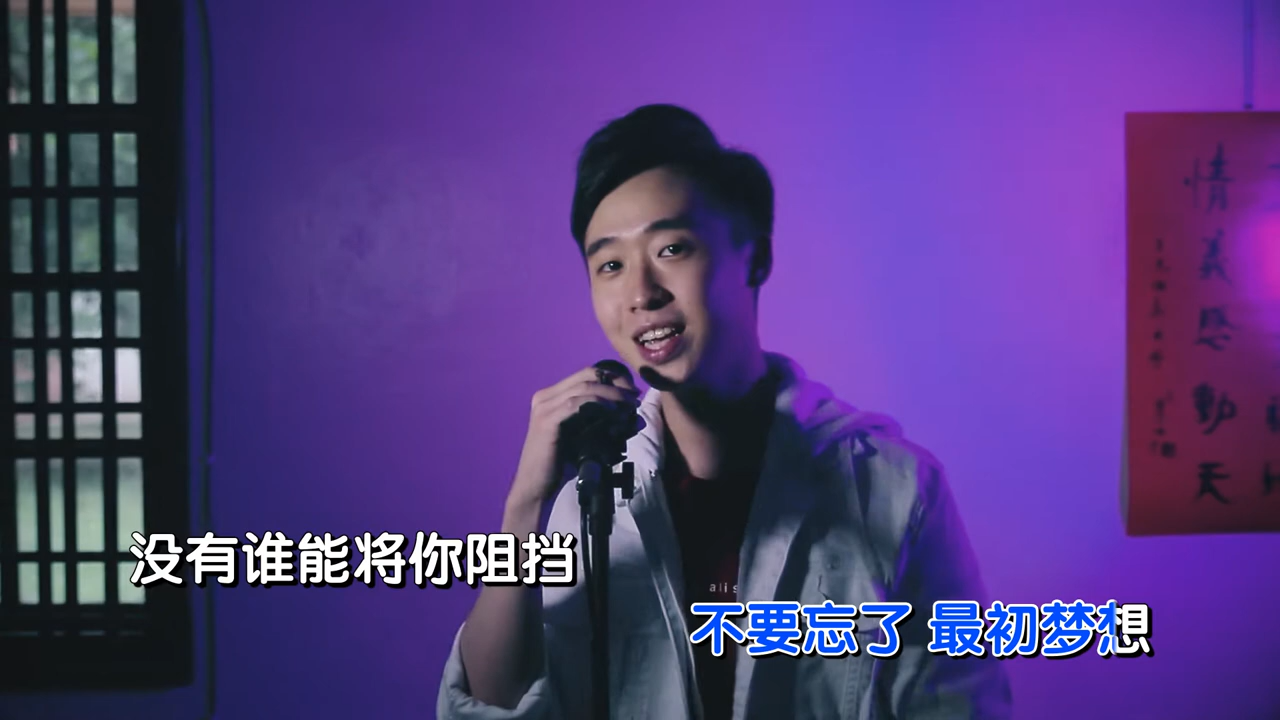 没有谁能将你阻挡
不要忘了 最初梦想
情義感動天
alis